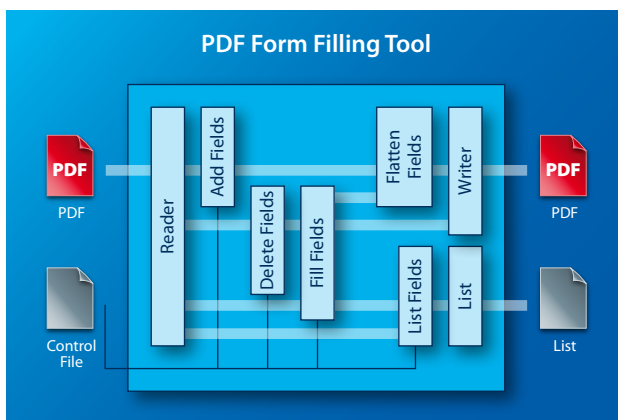 PDF Form Filling Tool
PDF
PDF
Control
File
Reader
Add Fields
Delete Fields
Fill Fields
Flatten
Fields
Writer
List Fields
List
PDF
PDF
List